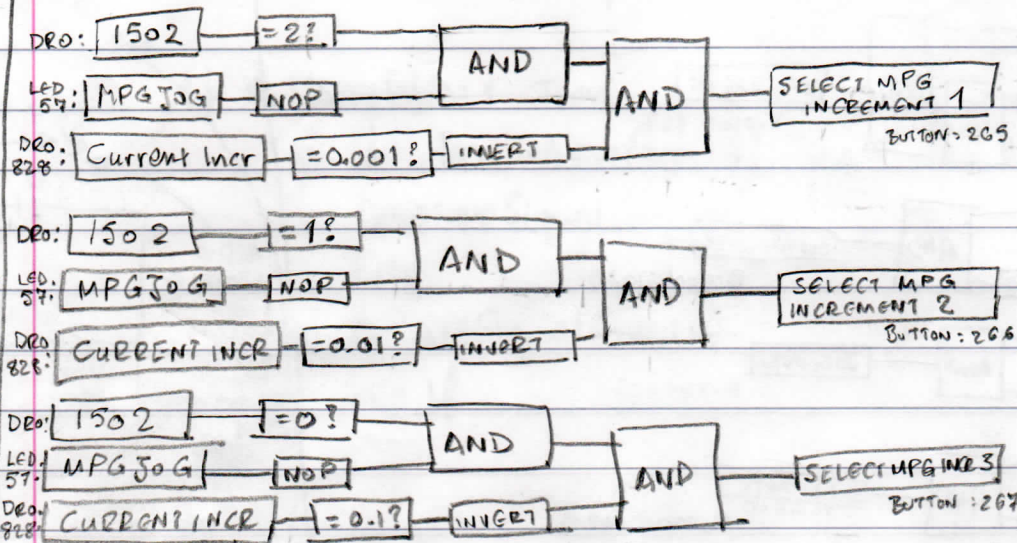 DRO: 1502 =2? AND
LED 57: MPG JOG NOP AND SELECT MPG INCREMENT 1
DRO 828: Current Incr =0.001? INVERT BUTTON: 265
DRO: 1502 =1? AND
LED 57: MPG JOG NOP AND SELECT MPG INCREMENT 2
DRO 828: CURRENT INCR =0.01? INVERT BUTTON: 266
DRO: 1502 =0? AND
LED 57: MPG JOG NOP AND SELECT MPG INCR 3
DRO 828: CURRENT INCR =0.1? INVERT BUTTON: 267